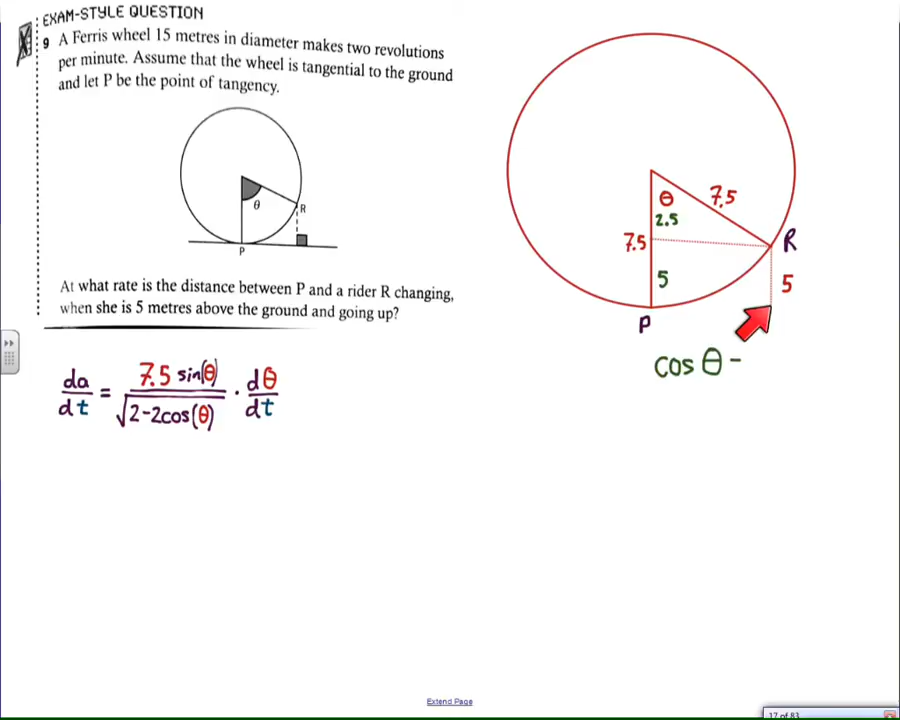 EXAM-STYLE QUESTION
9 A Ferris wheel 15 metres in diameter makes two revolutions
per minute. Assume that the wheel is tangential to the ground
and let P be the point of tangency.
θ
R
P
At what rate is the distance between P and a rider R changing,
when she is 5 metres above the ground and going up?
da/dt = 7.5 sin(θ)/√2-2cos(θ) · dθ/dt
θ
7.5
2.5
7.5
R
5
5
P
cos θ -
Extend Page
17 of 83